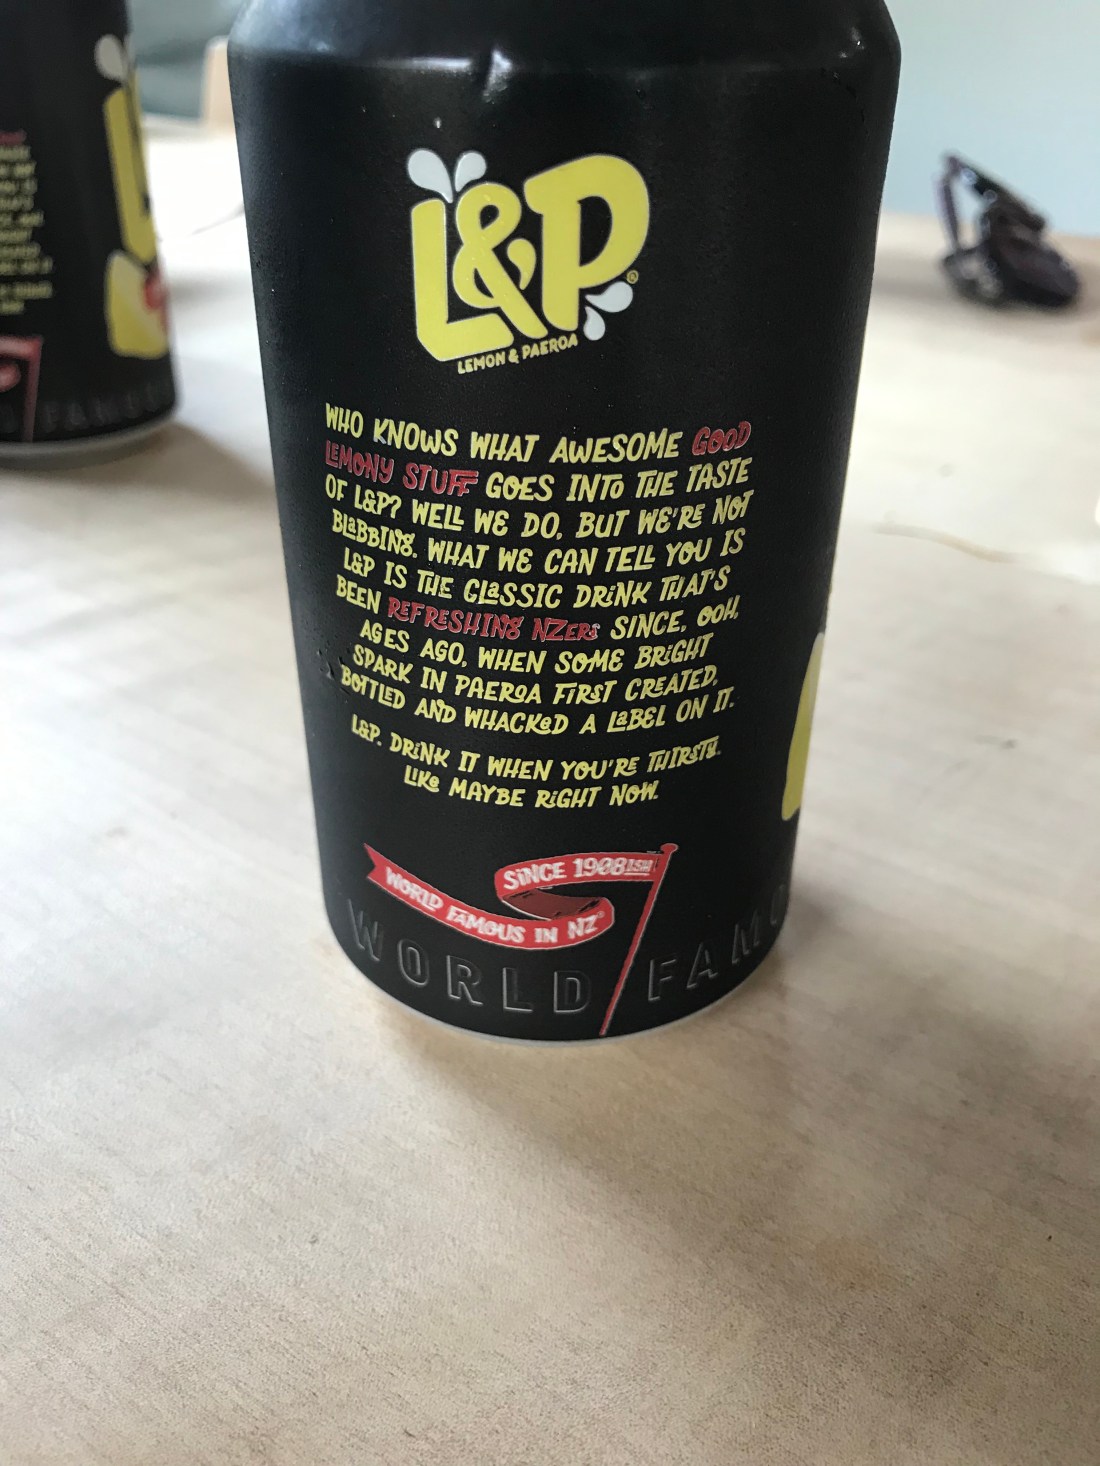 L&P®
LEMON & PAEROA
WHO KNOWS WHAT AWESOME GOOD
LEMONY STUFF GOES INTO THE TASTE
OF L&P? WELL WE DO, BUT WE'RE NOT
BLABBING. WHAT WE CAN TELL YOU IS
L&P IS THE CLASSIC DRINK THAT'S
BEEN REFRESHING NZERS SINCE, OOH,
AGES AGO, WHEN SOME BRIGHT
SPARK IN PAEROA FIRST CREATED,
BOTTLED AND WHACKED A LABEL ON IT.
L&P. DRINK IT WHEN YOU'RE THIRSTY.
LIKE MAYBE RIGHT NOW.
SINCE 1908ISH
WORLD FAMOUS IN NZ®
WORLD FAMO